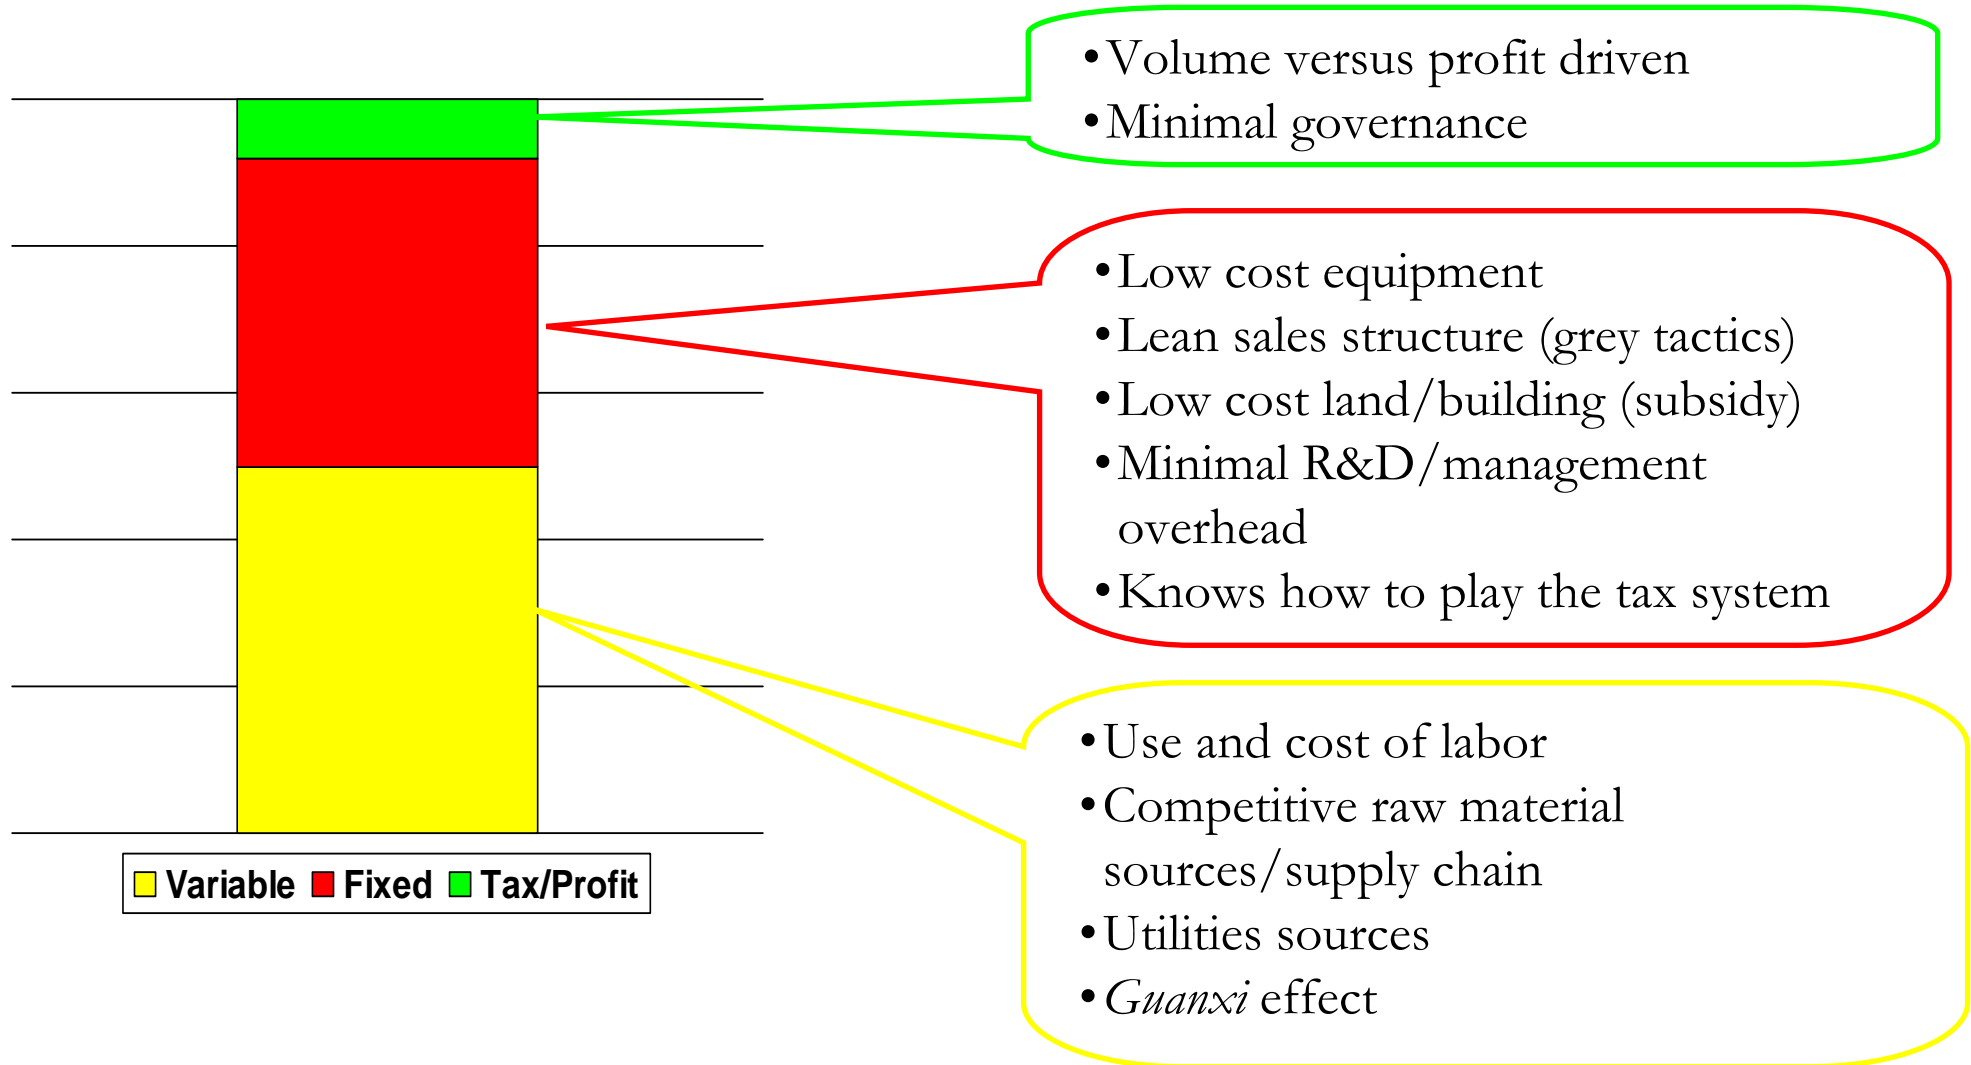 •Volume versus profit driven
•Minimal governance
•Low cost equipment
•Lean sales structure (grey tactics)
•Low cost land/building (subsidy)
•Minimal R&D/management
overhead
•Knows how to play the tax system
•Use and cost of labor
•Competitive raw material
sources/supply chain
•Utilities sources
•Guanxi effect
Variable Fixed Tax/Profit